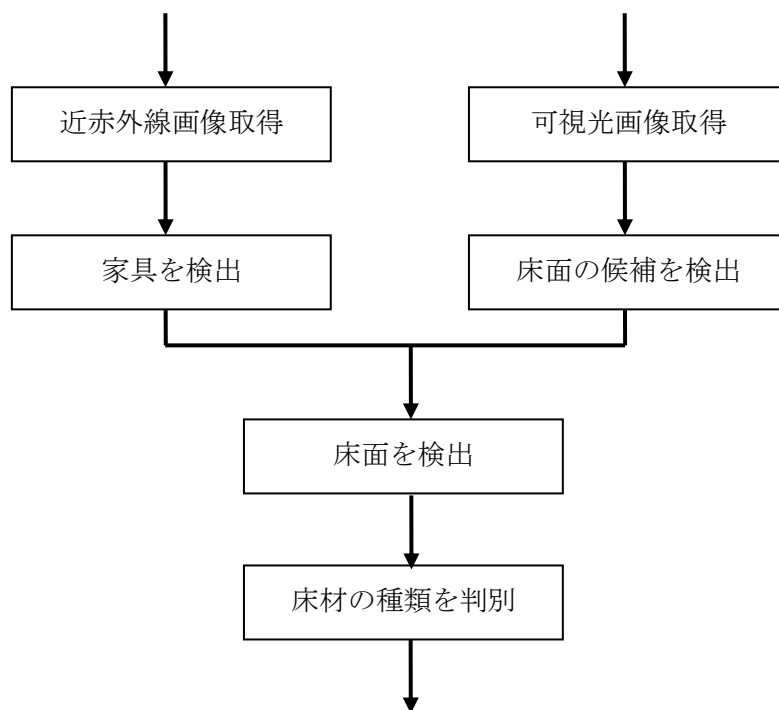 近赤外線画像取得
可視光画像取得
家具を検出
床面の候補を検出
床面を検出
床材の種類を判別